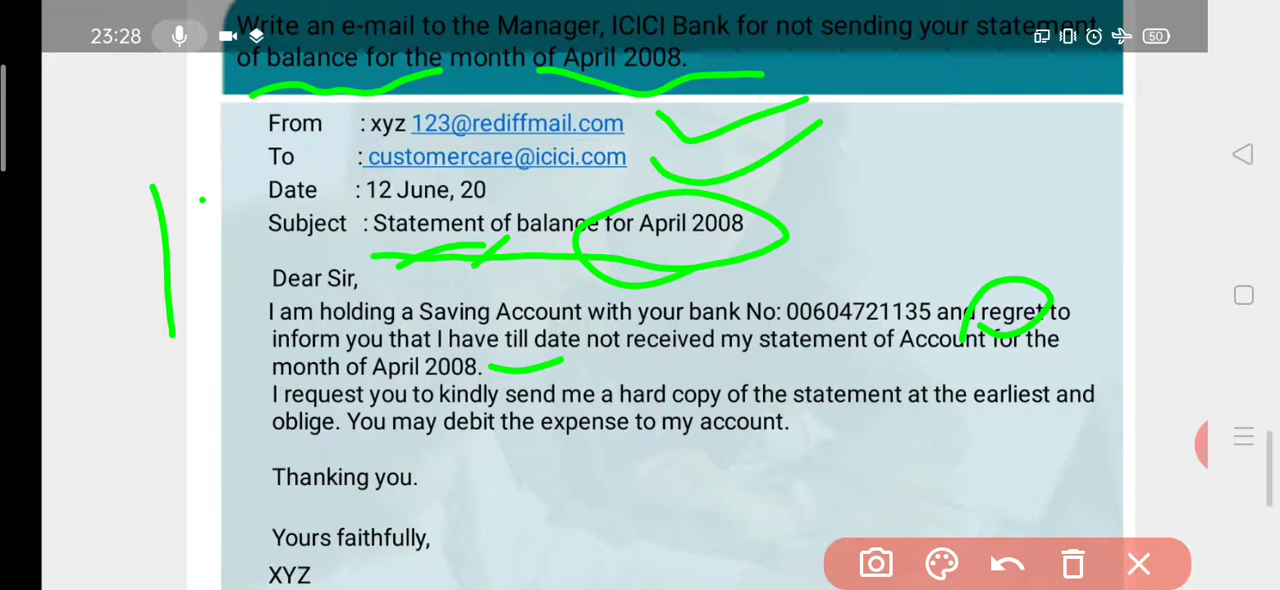 Write an e-mail to the Manager, ICICI Bank for not sending your statement
23:28
50
of balance for the month of April 2008.
From : xyz 123@rediffmail.com
To : customercare@icici.com
Date : 12 June, 20
Subject : Statement of balance for April 2008
Dear Sir,
I am holding a Saving Account with your bank No: 00604721135 and regret to
inform you that I have till date not received my statement of Account for the
month of April 2008.
I request you to kindly send me a hard copy of the statement at the earliest and
oblige. You may debit the expense to my account.
Thanking you.
Yours faithfully,
XYZ